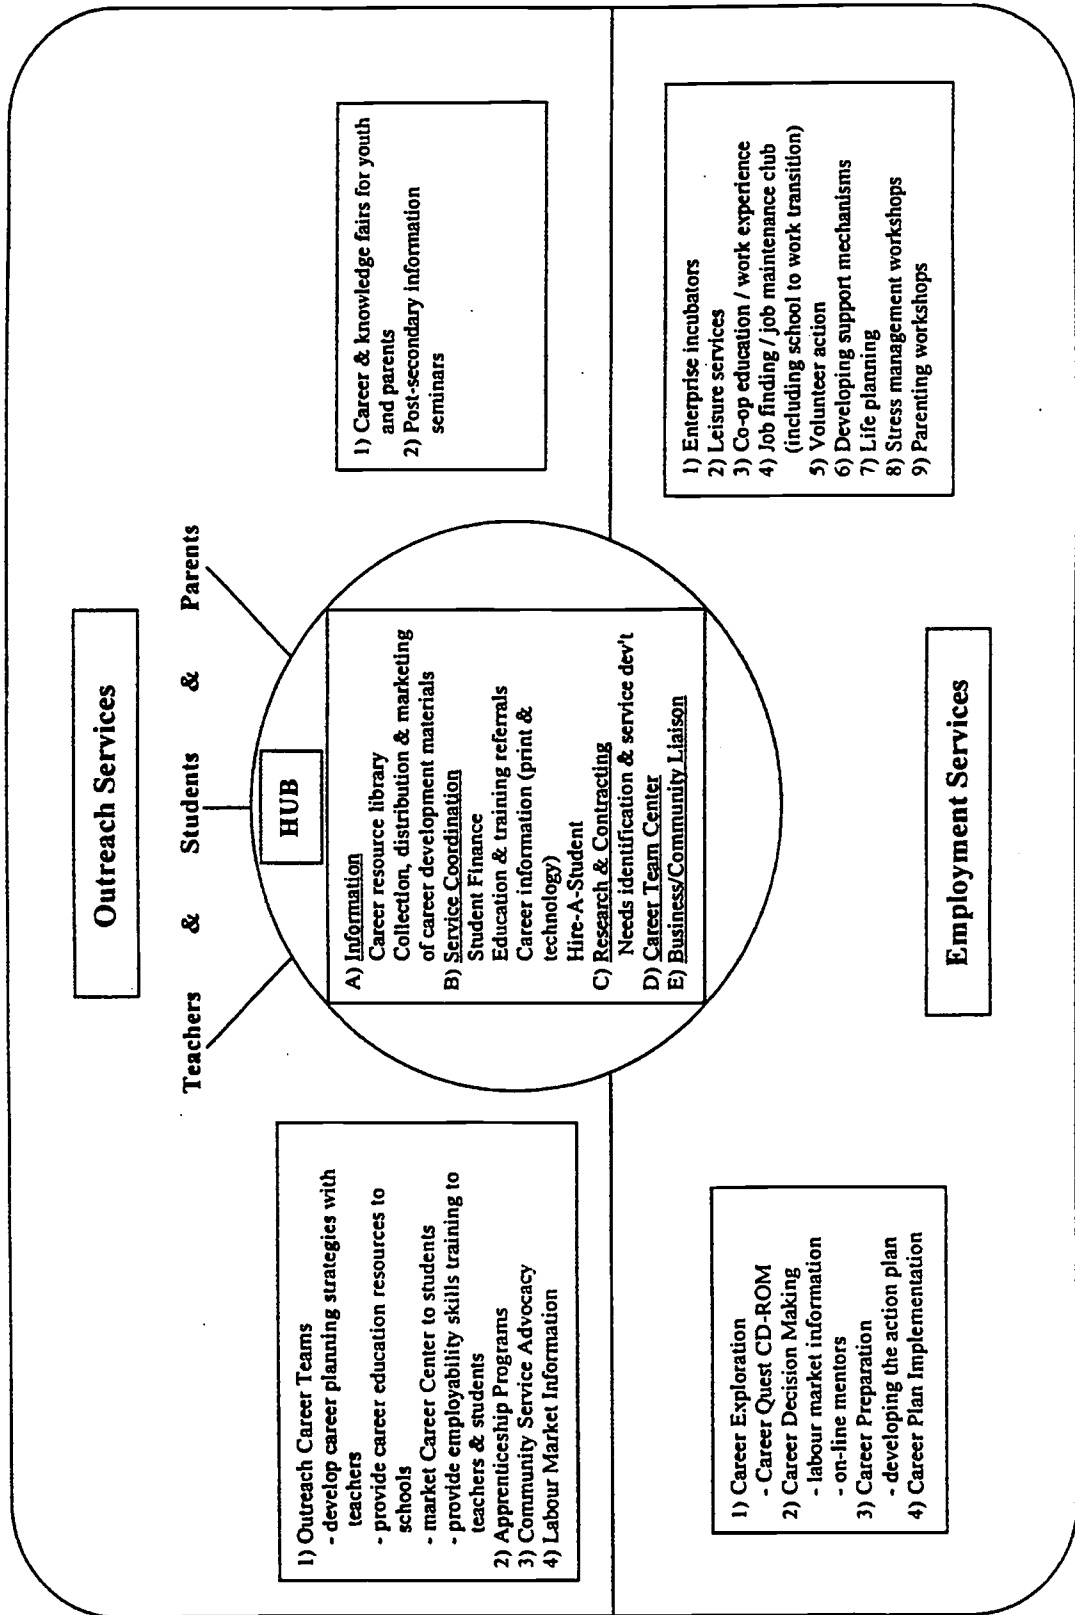 Outreach Services
Teachers & Students & Parents
1) Outreach Career Teams
- develop career planning strategies with
teachers
- provide career education resources to
schools
- market Career Center to students
- provide employability skills training to
teachers & students
2) Apprenticeship Programs
3) Community Service Advocacy
4) Labour Market Information
HUB
A) Information
Career resource library
Collection, distribution & marketing
of career development materials
B) Service Coordination
Student Finance
Education & training referrals
Career information (print &
technology)
Hire-A-Student
C) Research & Contracting
Needs identification & service dev't
D) Career Team Center
E) Business/Community Liaison
1) Career & knowledge fairs for youth
and parents
2) Post-secondary information
seminars
1) Career Exploration
- Career Quest CD-ROM
2) Career Decision Making
- labour market information
- on-line mentors
3) Career Preparation
- developing the action plan
4) Career Plan Implementation
Employment Services
1) Enterprise incubators
2) Leisure services
3) Co-op education / work experience
4) Job finding / job maintenance club
(including school to work transition)
5) Volunteer action
6) Developing support mechanisms
7) Life planning
8) Stress management workshops
9) Parenting workshops